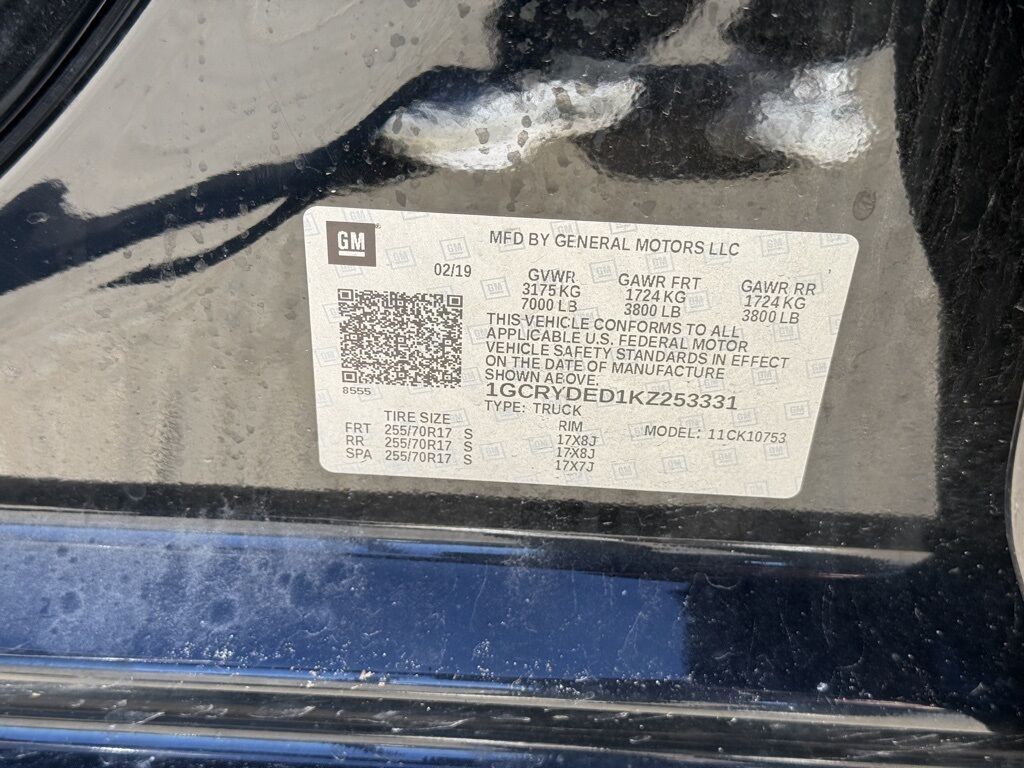 GM
MFD BY GENERAL MOTORS LLC
02/19
GVWR GAWR FRT GAWR RR
3175 KG 1724 KG 1724 KG
7000 LB 3800 LB 3800 LB
THIS VEHICLE CONFORMS TO ALL
APPLICABLE U.S. FEDERAL MOTOR
VEHICLE SAFETY STANDARDS IN EFFECT
ON THE DATE OF MANUFACTURE
SHOWN ABOVE.
8555
1GCRYDED1KZ253331
TYPE: TRUCK
TIRE SIZE RIM MODEL: 11CK10753
FRT 255/70R17 S 17X8J
RR 255/70R17 S 17X8J
SPA 255/70R17 S 17X7J